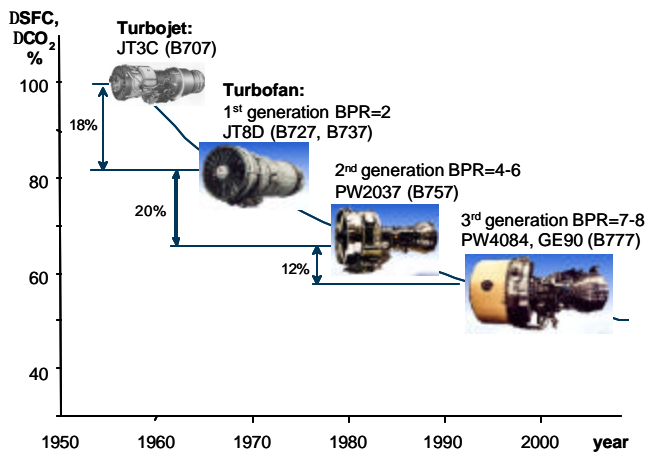 DSFC,
DCO2
%
100
80
60
40
Turbojet:
JT3C (B707)
Turbofan:
1st generation BPR=2
JT8D (B727, B737)
2nd generation BPR=4-6
PW2037 (B757)
3rd generation BPR=7-8
PW4084, GE90 (B777)
18%
20%
12%
1950 1960 1970 1980 1990 2000 year